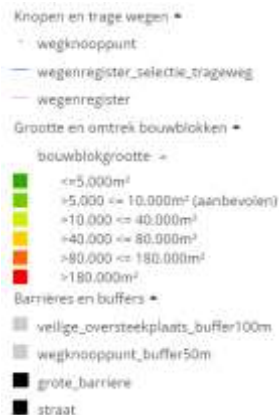 Knopen en trage wegen
wegknooppunt
wegenregister_selectie_trageweg
wegenregister
Grootte en omtrek bouwblokken
bouwblokgrootte
<=5.000m²
>5.000 <= 10.000m² (aanbevolen)
>10.000 <= 40.000m²
>40.000 <= 80.000m²
>80.000 <= 180.000m²
>180.000m²
Barrières en buffers
veilige_oversteekplaats_buffer100m
wegknooppunt_buffer50m
grote_barriere
straat